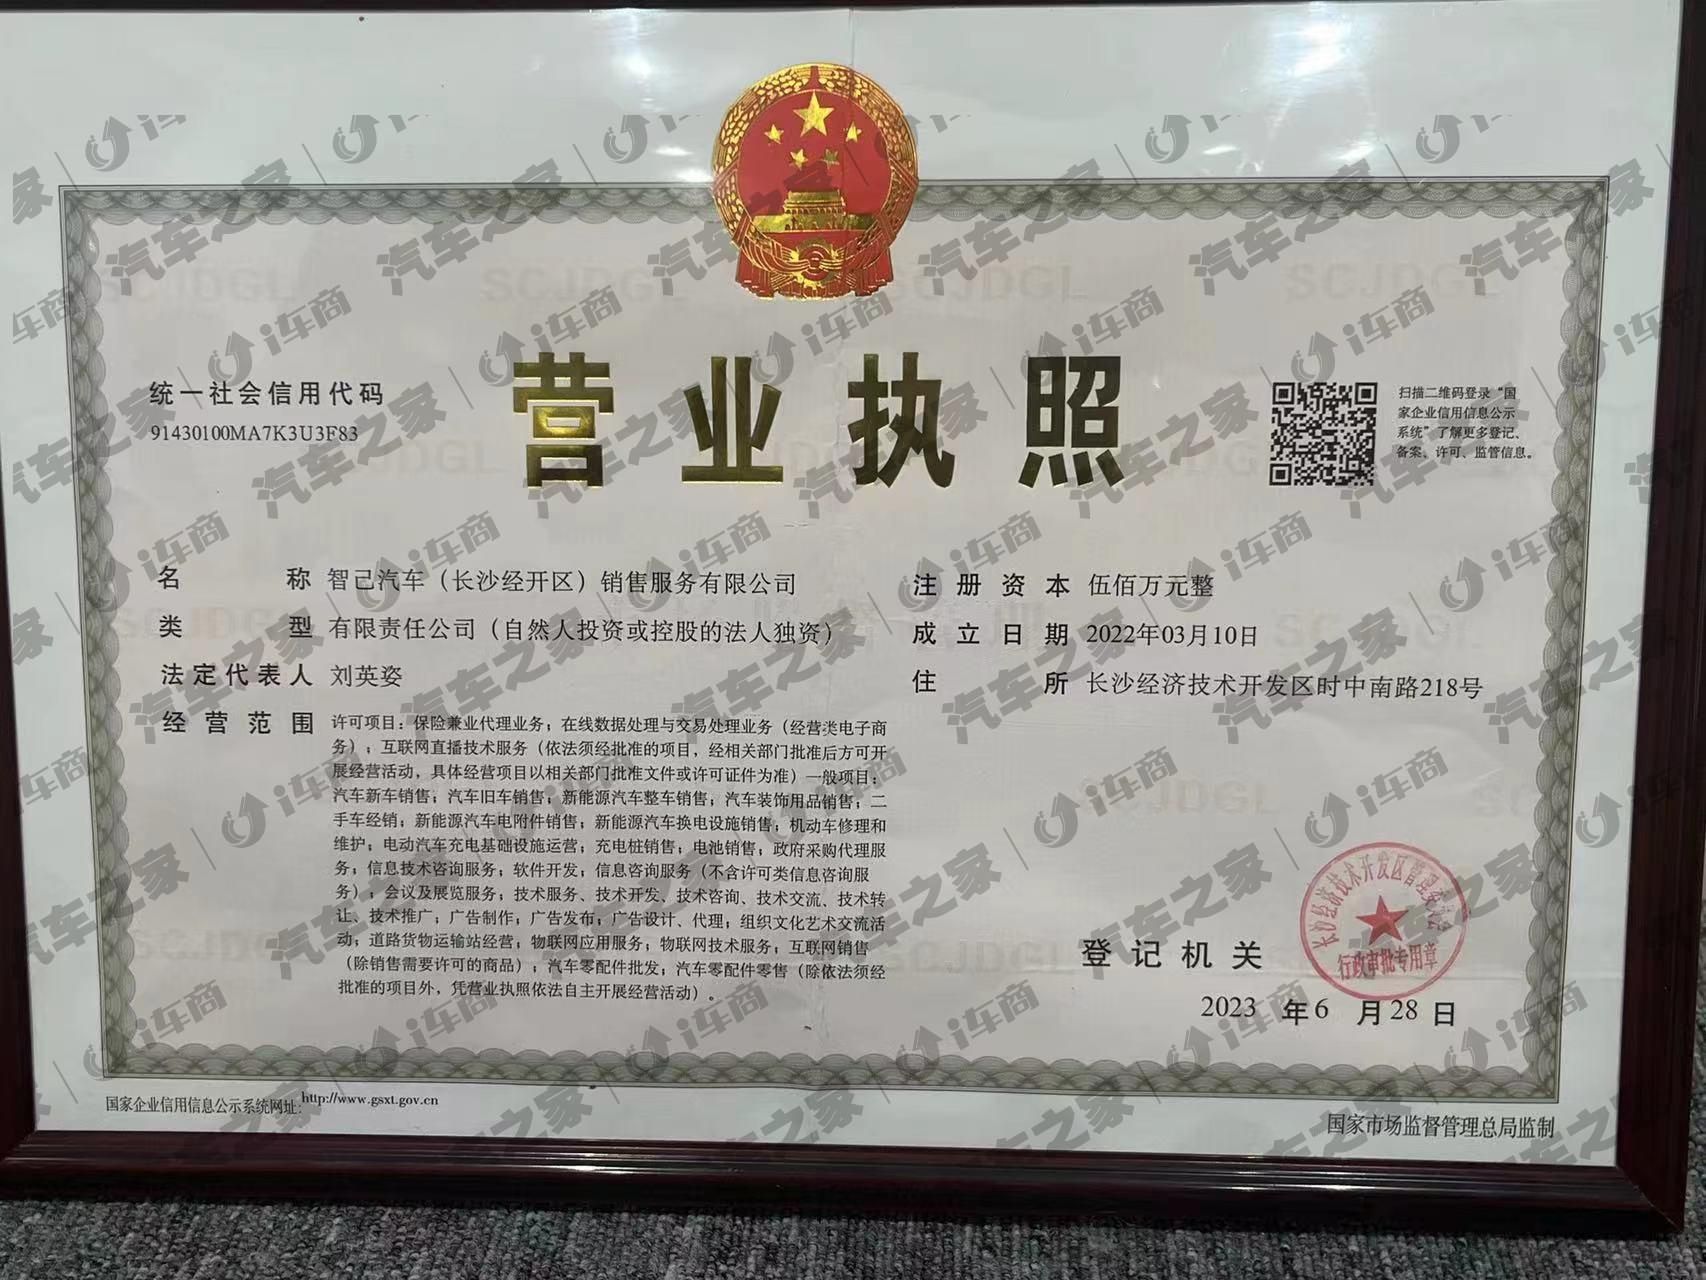 营业执照
统一社会信用代码
91430100MA7K3U3F83
扫描二维码登录“国
家企业信用信息公示
系统”了解更多登记、
备案、许可、监管信息。
名称 智己汽车（长沙经开区）销售服务有限公司
类型 有限责任公司（自然人投资或控股的法人独资）
法定代表人 刘英姿
经营范围 许可项目：保险兼业代理业务；在线数据处理与交易处理业务（经营类电子商
务）；互联网直播技术服务（依法须经批准的项目，经相关部门批准后方可开
展经营活动，具体经营项目以相关部门批准文件或许可证件为准）一般项目：
汽车新车销售；汽车旧车销售；新能源汽车整车销售；汽车装饰用品销售；二
手车经销；新能源汽车电附件销售；新能源汽车换电设施销售；机动车修理和
维护；电动汽车充电基础设施运营；充电桩销售；电池销售；政府采购代理服
务；信息技术咨询服务；软件开发；信息咨询服务（不含许可类信息咨询服
务）；会议及展览服务；技术服务、技术开发、技术咨询、技术交流、技术转
让、技术推广；广告制作；广告发布；广告设计、代理；组织文化艺术交流活
动；道路货物运输站经营；物联网应用服务；物联网技术服务；互联网销售
（除销售需要许可的商品）；汽车零配件批发；汽车零配件零售（除依法须经
批准的项目外，凭营业执照依法自主开展经营活动）。
注册资本 伍佰万元整
成立日期 2022年03月10日
住所 长沙经济技术开发区时中南路218号
登记机关
长沙经济技术开发区管理委员会
行政审批专用章
2023 年6 月28 日
国家企业信用信息公示系统网址：http://www.gsxt.gov.cn
国家市场监督管理总局监制
SCJDGL
汽车之家 | i车商